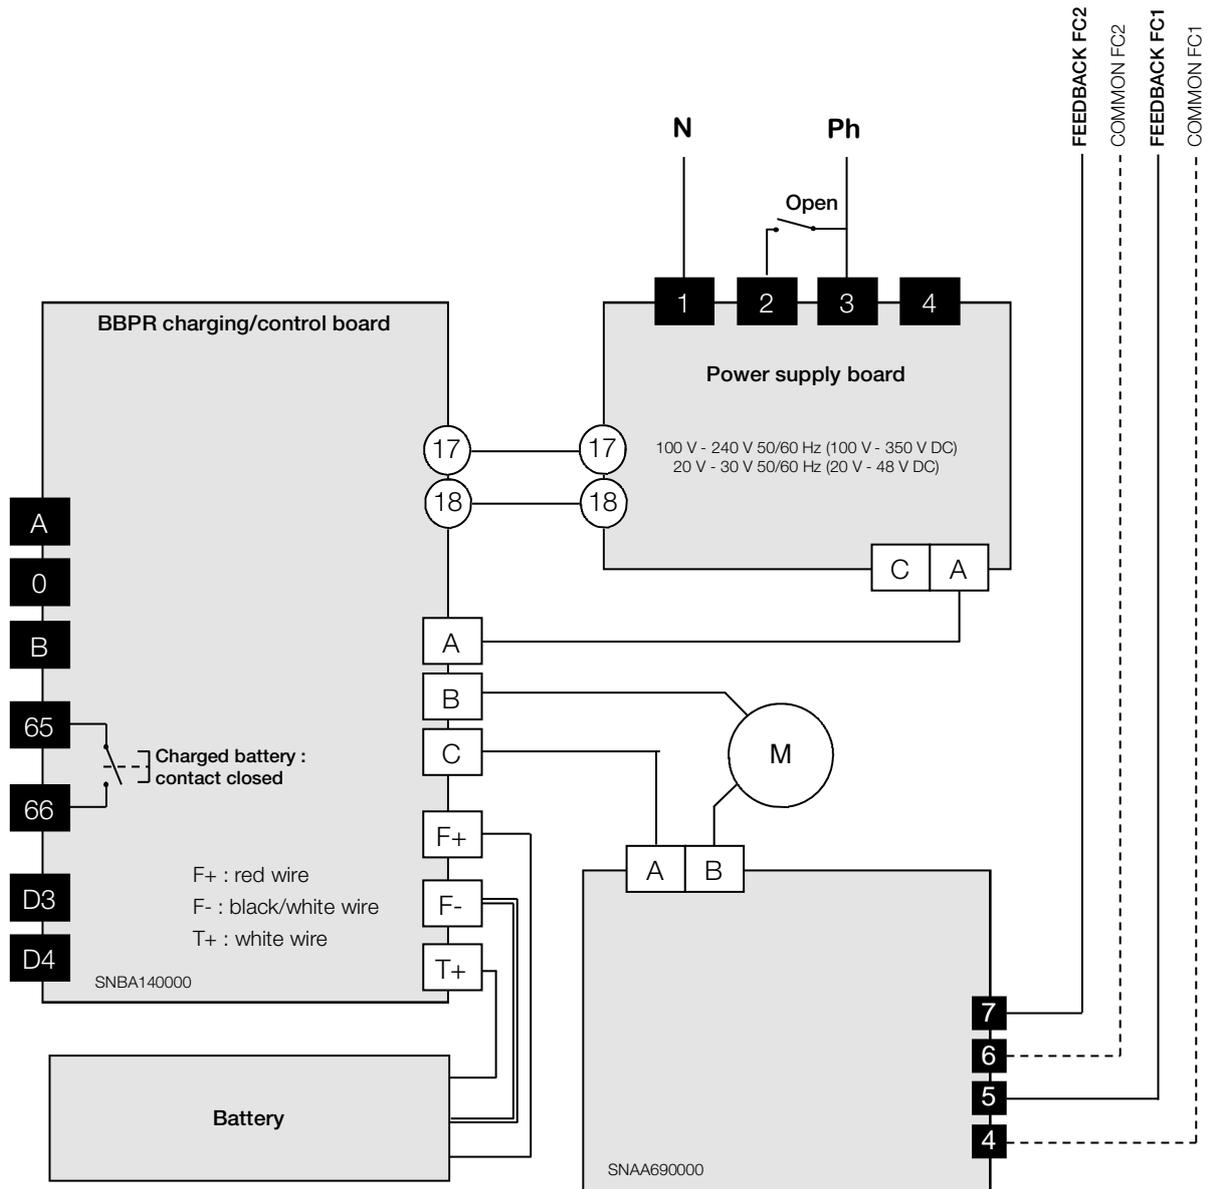 FEEDBACK FC2
COMMON FC2
FEEDBACK FC1
COMMON FC1
N
Ph
Open
1
2
3
4
BBPR charging/control board
Power supply board
100 V - 240 V 50/60 Hz (100 V - 350 V DC)
20 V - 30 V 50/60 Hz (20 V - 48 V DC)
17
17
18
18
A
0
B
C
A
A
B
C
M
65
66
Charged battery :
contact closed
F+
F-
T+
F+ : red wire
F- : black/white wire
T+ : white wire
D3
D4
SNBA140000
A
B
7
6
5
4
Battery
SNAA690000